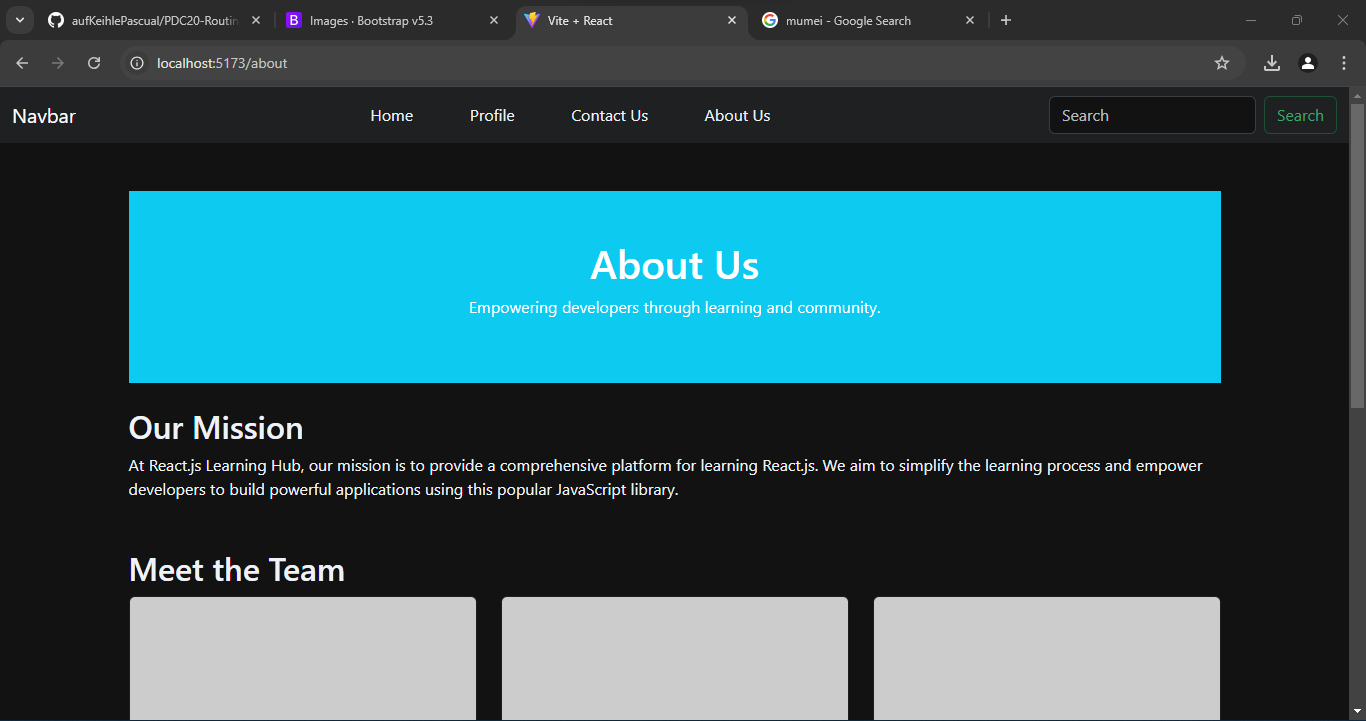 aufKeihlePascual/PDC20-Routin
Images · Bootstrap v5.3
Vite + React
mumei - Google Search
localhost:5173/about
Navbar
Home
Profile
Contact Us
About Us
Search
Search
About Us
Empowering developers through learning and community.
Our Mission
At React.js Learning Hub, our mission is to provide a comprehensive platform for learning React.js. We aim to simplify the learning process and empower
developers to build powerful applications using this popular JavaScript library.
Meet the Team